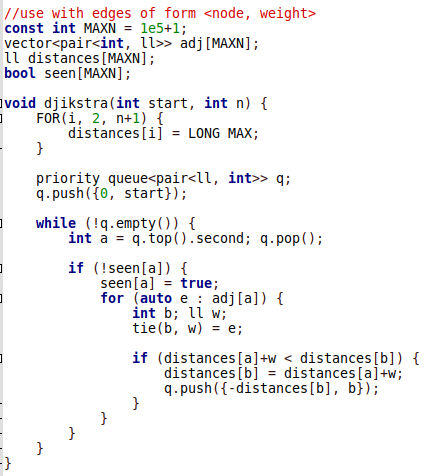 //use with edges of form <node, weight>
const int MAXN = 1e5+1;
vector<pair<int, ll>> adj[MAXN];
ll distances[MAXN];
bool seen[MAXN];

void djikstra(int start, int n) {
    FOR(i, 2, n+1) {
        distances[i] = LONG MAX;
    }

    priority queue<pair<ll, int>> q;
    q.push({0, start});

    while (!q.empty()) {
        int a = q.top().second; q.pop();

        if (!seen[a]) {
            seen[a] = true;
            for (auto e : adj[a]) {
                int b; ll w;
                tie(b, w) = e;

                if (distances[a]+w < distances[b]) {
                    distances[b] = distances[a]+w;
                    q.push({-distances[b], b});
                }
            }
        }
    }
}